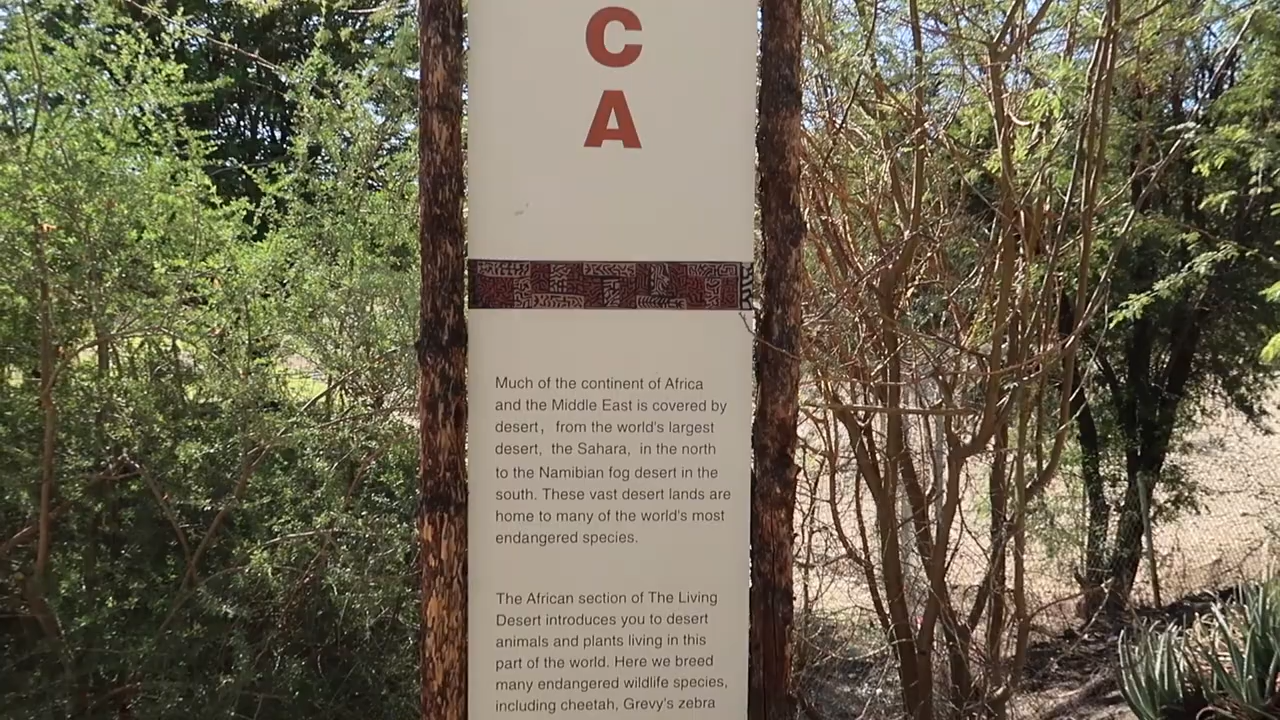 C
A
Much of the continent of Africa
and the Middle East is covered by
desert, from the world's largest
desert, the Sahara, in the north
to the Namibian fog desert in the
south. These vast desert lands are
home to many of the world's most
endangered species.
The African section of The Living
Desert introduces you to desert
animals and plants living in this
part of the world. Here we breed
many endangered wildlife species,
including cheetah, Grevy's zebra